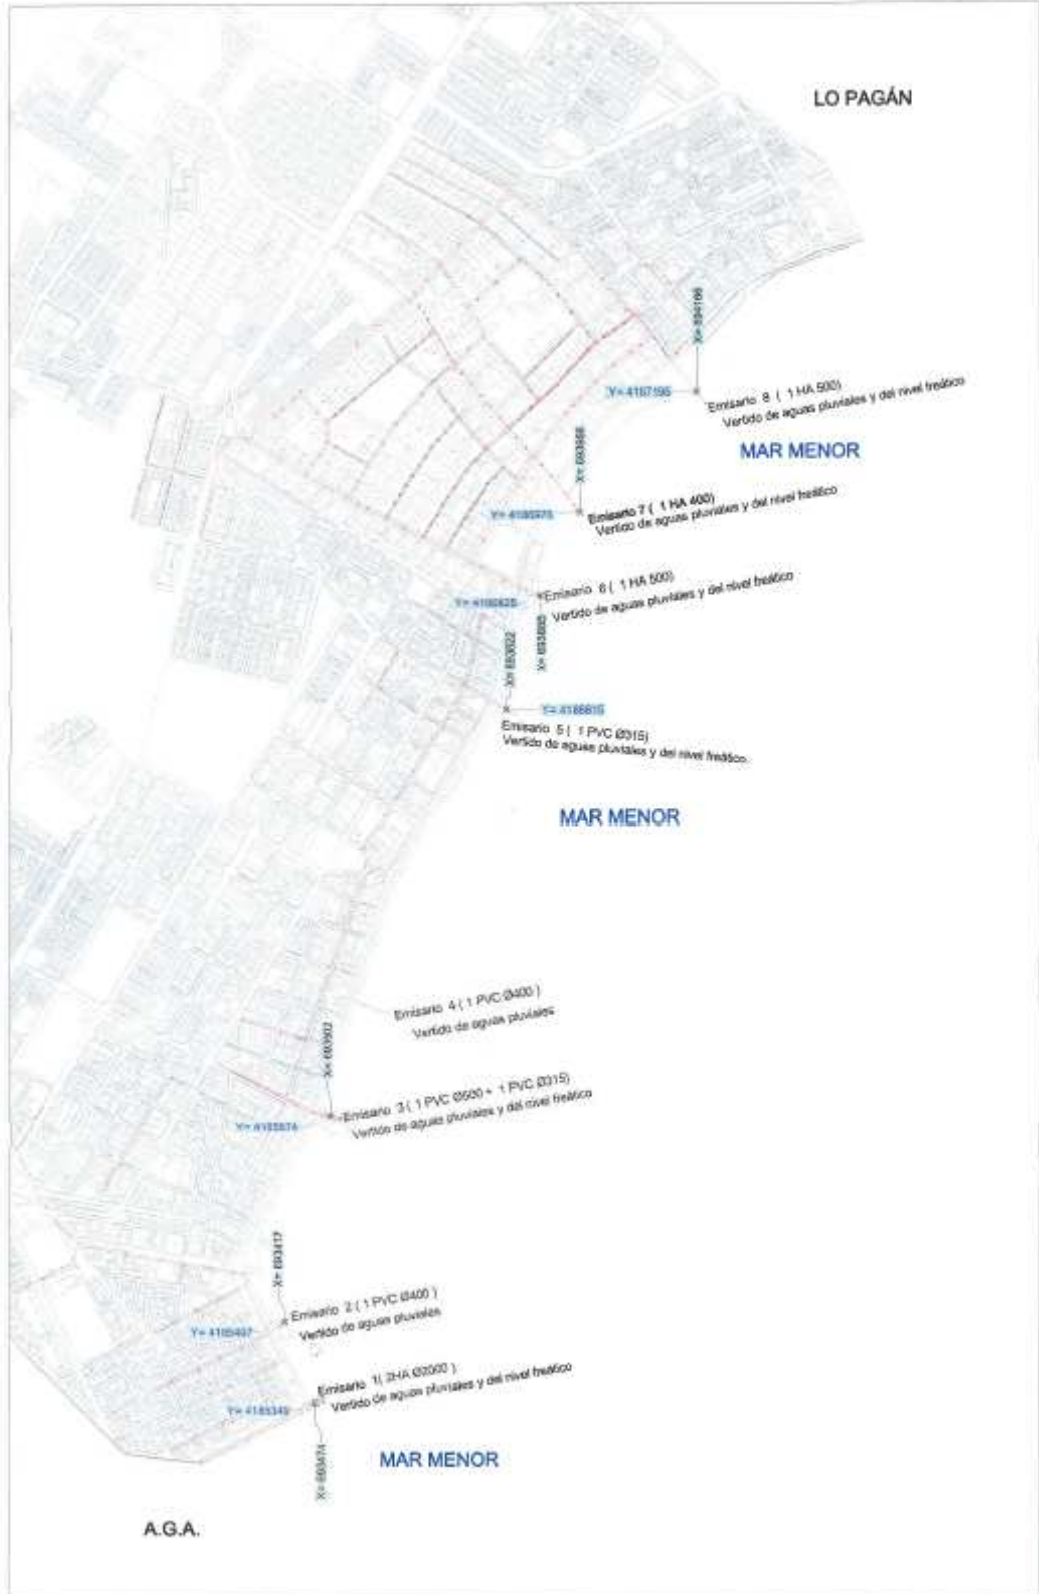 LO PAGÁN
X= 694166
Y= 4187195
Emisario 8 ( 1 HA 500)
Vertido de aguas pluviales y del nivel freático
MAR MENOR
Emisario 7 ( 1 HA 400)
Vertido de aguas pluviales y del nivel freático
Emisario 6 ( 1 HA 500)
Vertido de aguas pluviales y del nivel freático
Emisario 5 ( 1 PVC Ø315)
Vertido de aguas pluviales y del nivel freático.
MAR MENOR
Emisario 4 ( 1 PVC Ø400 )
Vertido de aguas pluviales
Emisario 3 ( 1 PVC Ø500 + 1 PVC Ø315)
Vertido de aguas pluviales y del nivel freático
X= 693417
Emisario 2 ( 1 PVC Ø400 )
Vertido de aguas pluviales
Emisario 1( 2HA Ø2000 )
Vertido de aguas pluviales y del nivel freático
X= 693474
MAR MENOR
A.G.A.